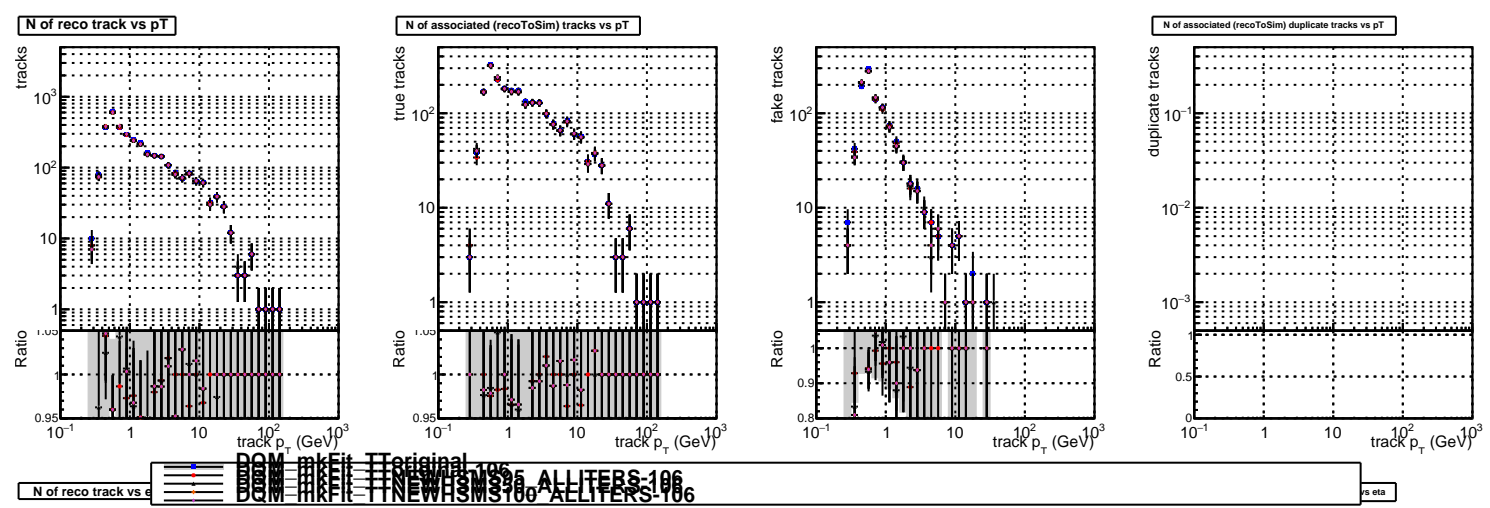 N of reco track vs pT
N of associated (recoToSim) tracks vs pT
N of associated (recoToSim) duplicate tracks vs pT
tracks
10³
10²
10
1
Ratio
1.05
1
0.95
10⁻¹ 1 10 10² 10³
track p_T (GeV)
true tracks
10²
10
1
Ratio
1.05
1
0.95
10⁻¹ 1 10 10² 10³
track p_T (GeV)
fake tracks
10²
10
1
Ratio
1
0.9
0.8
10⁻¹ 1 10 10² 10³
track p_T (GeV)
duplicate tracks
10⁻¹
10⁻²
10⁻³
Ratio
1
0.5
0
10⁻¹ 1 10 10² 10³
track p_T (GeV)
DQM_mkFit_TToriginal
DQM_mkFit_TTNEWHSMS100_ALLITERS-106
N of reco track vs e
vs eta